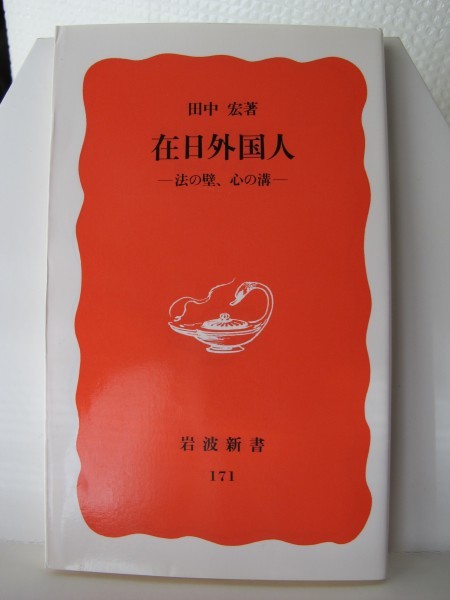 田中 宏著
在日外国人
―法の壁、心の溝―
岩波新書
171